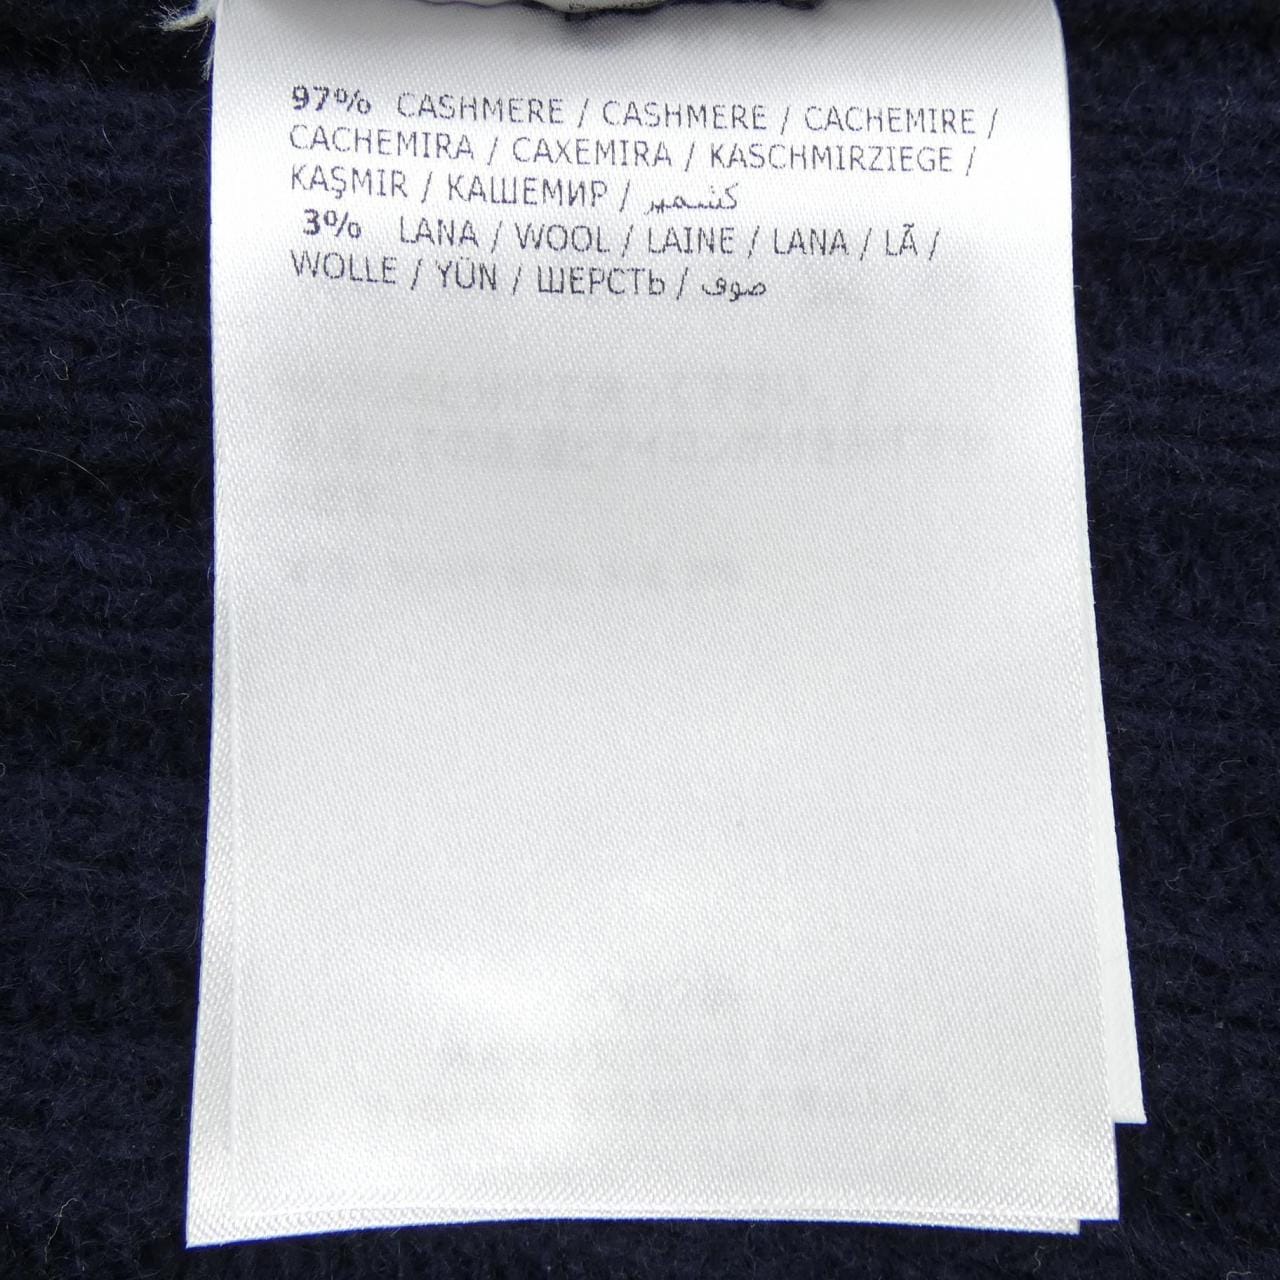 97% CASHMERE / CASHMERE / CACHEMIRE /
CACHEMIRA / CAXEMIRA / KASCHMIRZIEGE /
KAŞMIR / КАШЕМИР / كشمير
3% LANA / WOOL / LAINE / LANA / LÃ /
WOLLE / YÜN / ШЕРСТЬ / صوف